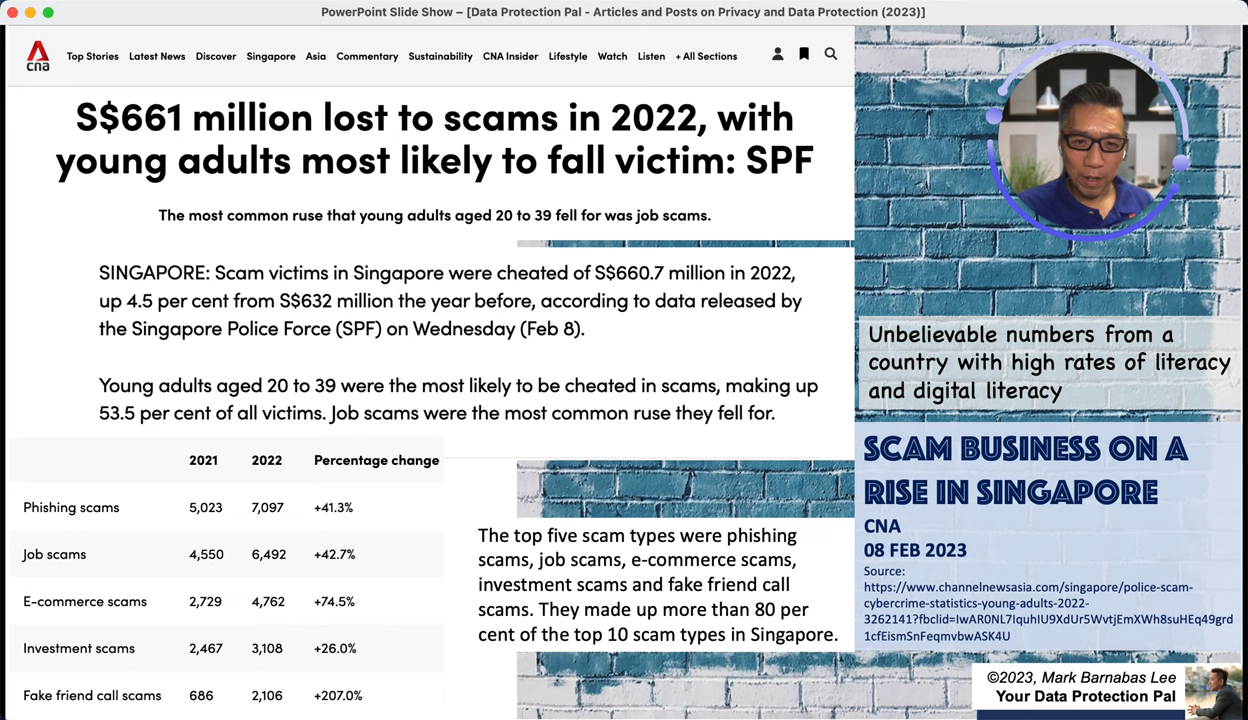 PowerPoint Slide Show – [Data Protection Pal - Articles and Posts on Privacy and Data Protection (2023)]
cna
Top Stories Latest News Discover Singapore Asia Commentary Sustainability CNA Insider Lifestyle Watch Listen + All Sections
S$661 million lost to scams in 2022, with
young adults most likely to fall victim: SPF
The most common ruse that young adults aged 20 to 39 fell for was job scams.
SINGAPORE: Scam victims in Singapore were cheated of S$660.7 million in 2022,
up 4.5 per cent from S$632 million the year before, according to data released by
the Singapore Police Force (SPF) on Wednesday (Feb 8).
Young adults aged 20 to 39 were the most likely to be cheated in scams, making up
53.5 per cent of all victims. Job scams were the most common ruse they fell for.
2021 2022 Percentage change
Phishing scams 5,023 7,097 +41.3%
Job scams 4,550 6,492 +42.7%
E-commerce scams 2,729 4,762 +74.5%
Investment scams 2,467 3,108 +26.0%
Fake friend call scams 686 2,106 +207.0%
The top five scam types were phishing
scams, job scams, e-commerce scams,
investment scams and fake friend call
scams. They made up more than 80 per
cent of the top 10 scam types in Singapore.
Unbelievable numbers from a
country with high rates of literacy
and digital literacy
SCAM BUSINESS ON A
RISE IN SINGAPORE
CNA
08 FEB 2023
Source:
https://www.channelnewsasia.com/singapore/police-scam-
cybercrime-statistics-young-adults-2022-
3262141?fbclid=IwAR0NL7IquhIU9XdUr5WvtjEmXWh8suHEq49grd
1cfEismSnFeqmvbwASK4U
©2023, Mark Barnabas Lee
Your Data Protection Pal